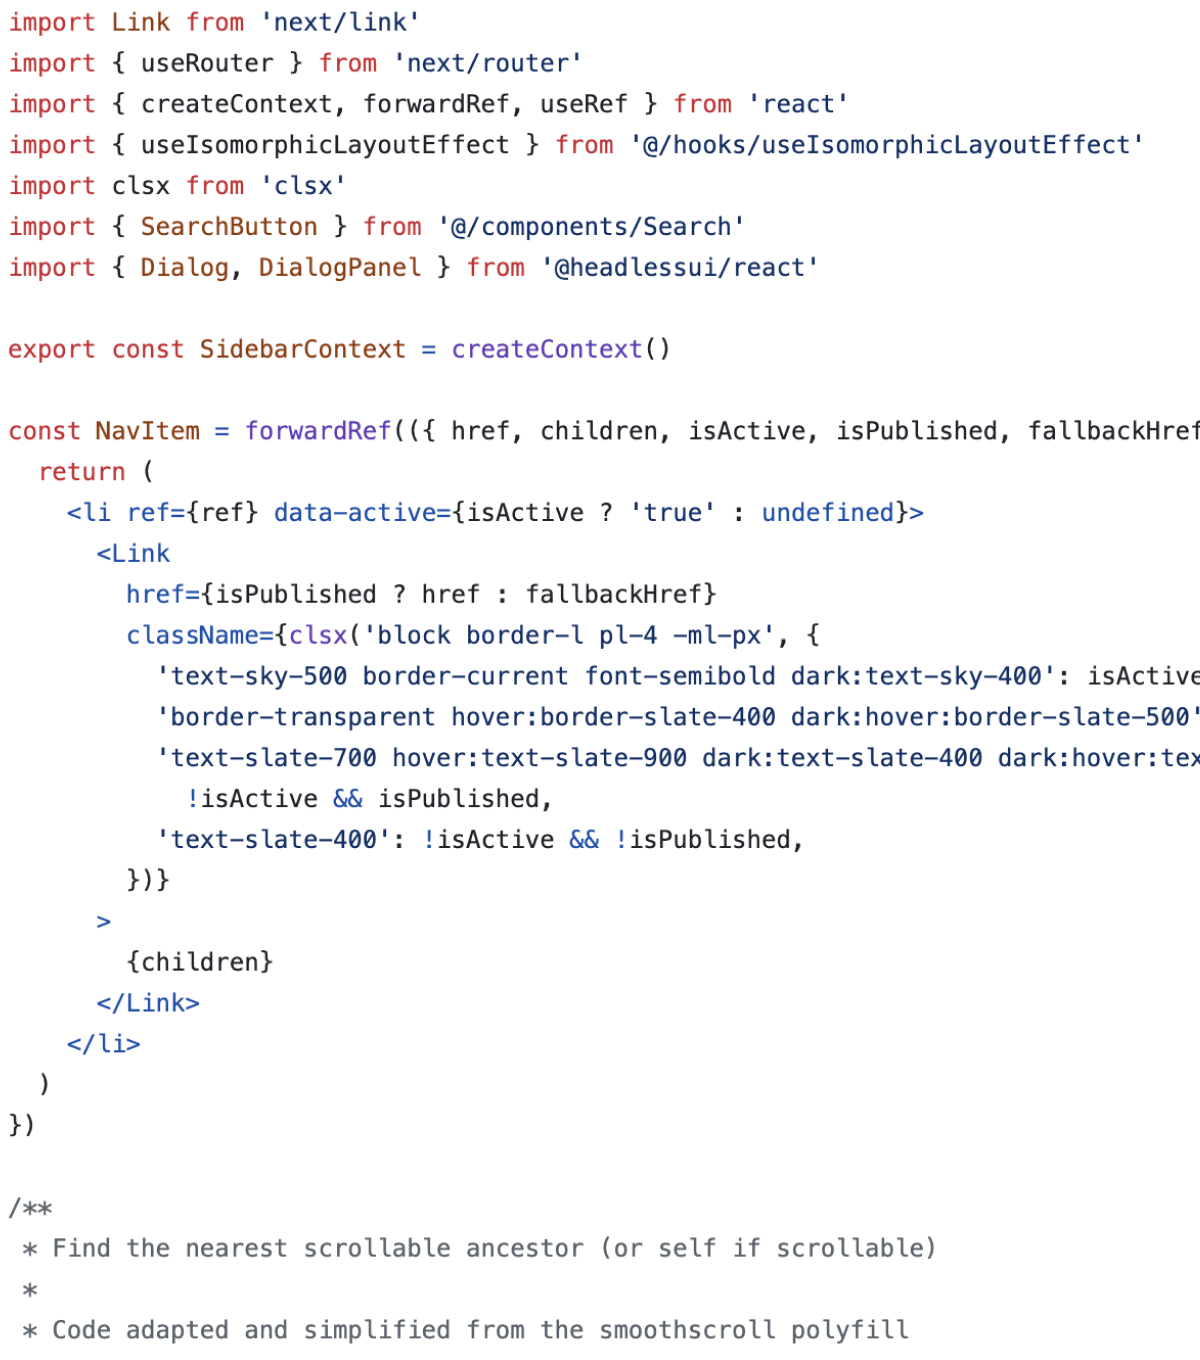 import Link from 'next/link'
import { useRouter } from 'next/router'
import { createContext, forwardRef, useRef } from 'react'
import { useIsomorphicLayoutEffect } from '@/hooks/useIsomorphicLayoutEffect'
import clsx from 'clsx'
import { SearchButton } from '@/components/Search'
import { Dialog, DialogPanel } from '@headlessui/react'

export const SidebarContext = createContext()

const NavItem = forwardRef(({ href, children, isActive, isPublished, fallbackHref
  return (
    <li ref={ref} data-active={isActive ? 'true' : undefined}>
      <Link
        href={isPublished ? href : fallbackHref}
        className={clsx('block border-l pl-4 -ml-px', {
          'text-sky-500 border-current font-semibold dark:text-sky-400': isActive
          'border-transparent hover:border-slate-400 dark:hover:border-slate-500'
          'text-slate-700 hover:text-slate-900 dark:text-slate-400 dark:hover:tex
            !isActive && isPublished,
          'text-slate-400': !isActive && !isPublished,
        })}
      >
        {children}
      </Link>
    </li>
  )
})

/**
 * Find the nearest scrollable ancestor (or self if scrollable)
 *
 * Code adapted and simplified from the smoothscroll polyfill